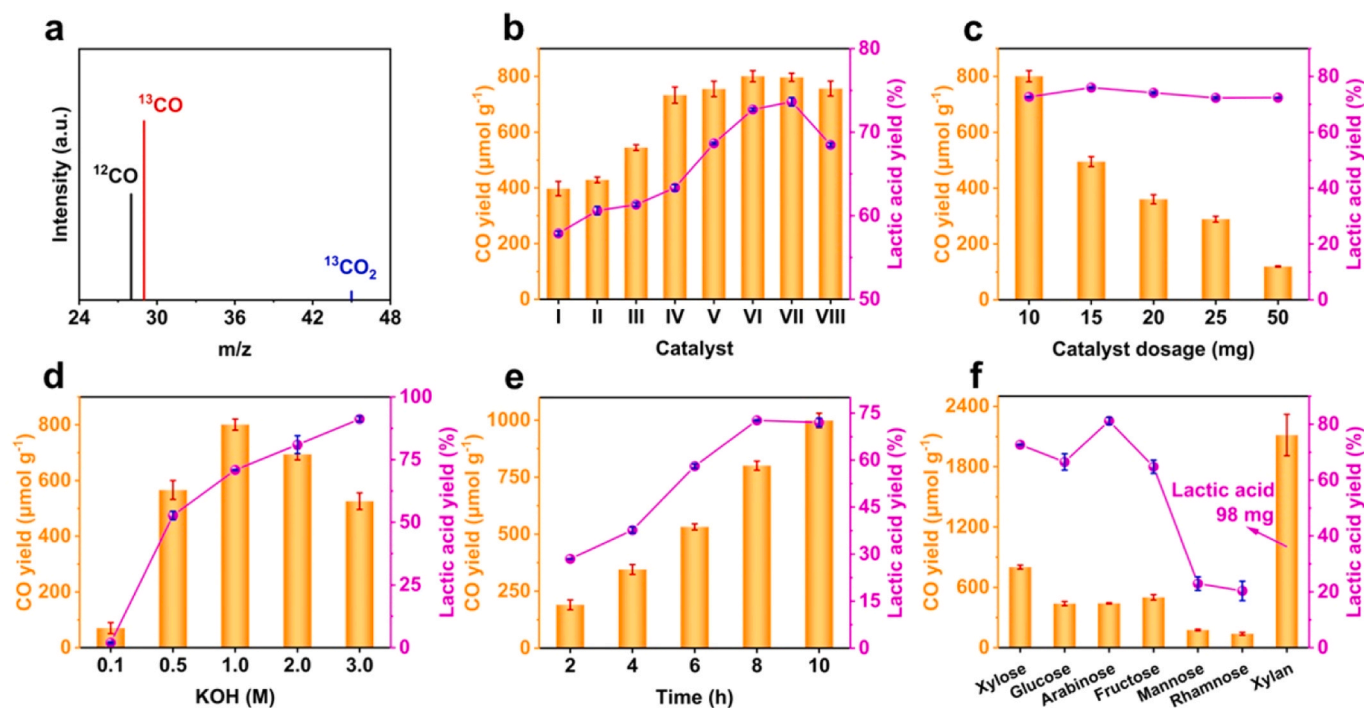 a
Intensity (a.u.)
¹³CO
¹²CO
¹³CO₂
24 30 36 42 48
m/z
b
CO yield (μmol g⁻¹)
800
600
400
200
0
80
70
60
50
Lactic acid yield (%)
I II III IV V VI VII VIII
Catalyst
c
CO yield (μmol g⁻¹)
800
600
400
200
0
80
60
40
20
0
Lactic acid yield (%)
10 15 20 25 50
Catalyst dosage (mg)
d
CO yield (μmol g⁻¹)
800
600
400
200
0
100
75
50
25
0
Lactic acid yield (%)
0.1 0.5 1.0 2.0 3.0
KOH (M)
e
CO yield (μmol g⁻¹)
1000
750
500
250
0
75
60
45
30
15
0
Lactic acid yield (%)
2 4 6 8 10
Time (h)
f
CO yield (μmol g⁻¹)
2400
1800
1200
600
0
Lactic acid
98 mg
80
60
40
20
0
Lactic acid yield (%)
Xylose Glucose Arabinose Fructose Mannose Rhamnose Xylan